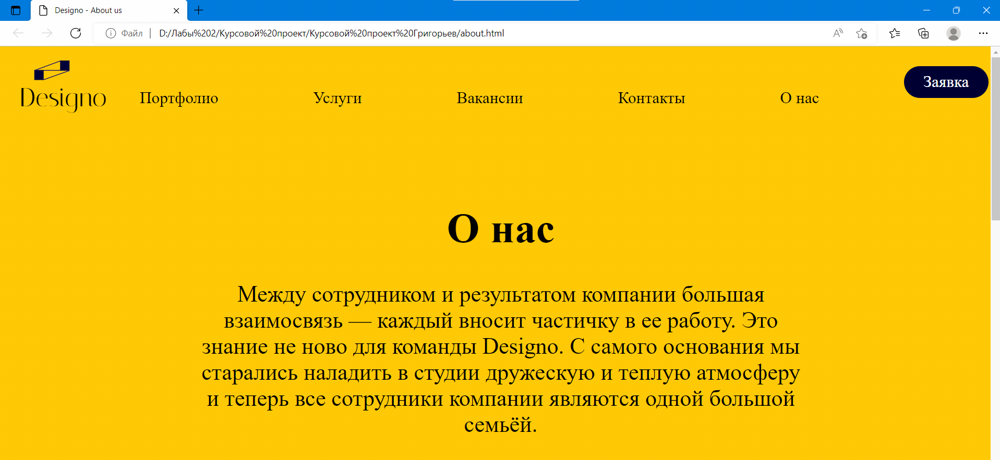 Designo - About us
Файл | D:/Лабы%202/Курсовой%20проект/Курсовой%20проект%20Григорьев/about.html
Designo
Портфолио Услуги Вакансии Контакты О нас Заявка
О нас
Между сотрудником и результатом компании большая
взаимосвязь — каждый вносит частичку в ее работу. Это
знание не ново для команды Designo. С самого основания мы
старались наладить в студии дружескую и теплую атмосферу
и теперь все сотрудники компании являются одной большой
семьёй.